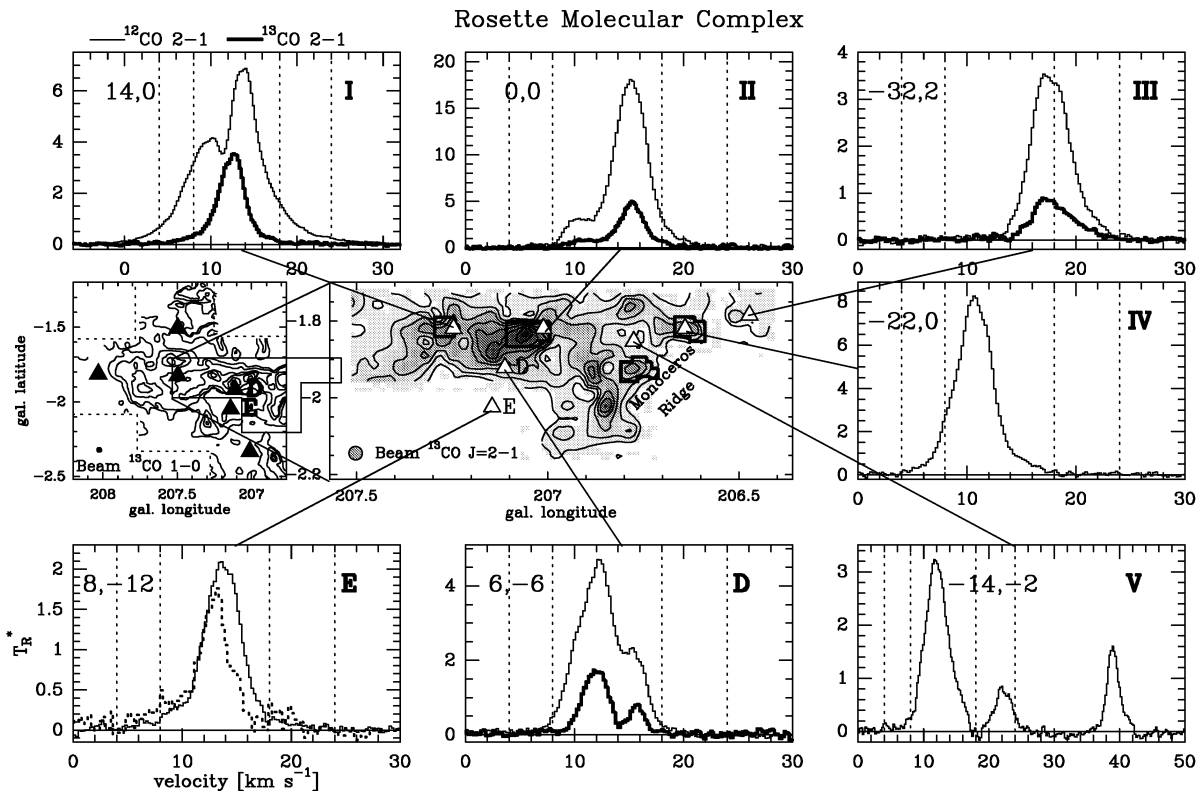 Rosette Molecular Complex
¹²CO 2−1 ¹³CO 2−1
14,0 I
0,0 II
−32,2 III
6
4
2
0
0 10 20 30
20
15
10
5
0
0 10 20 30
4
3
2
1
0
0 10 20 30
gal. latitude
−1.5
−2
−2.5
D
E
Beam ¹³CO 1−0
208 207.5 207
gal. longitude
−1.8
−2
−2.2
D
E
Monoceros
Ridge
Beam ¹³CO J=2−1
207.5 207 206.5
gal. longitude
−22,0 IV
8
6
4
2
0
0 10 20 30
8,−12 E
T_R*
2
1.5
1
0.5
0
0 10 20 30
velocity [km s⁻¹]
6,−6 D
4
2
0
0 10 20 30
−14,−2 V
3
2
1
0
0 10 20 30 40 50